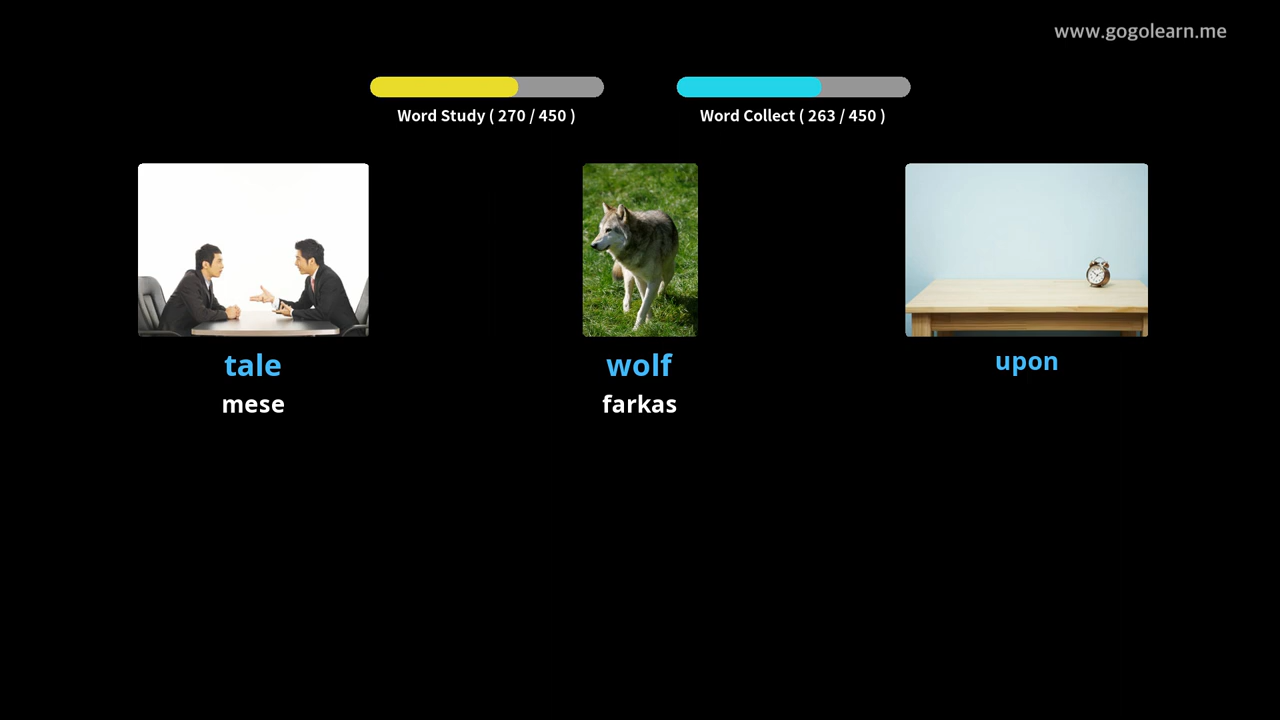 www.gogolearn.me
Word Study ( 270 / 450 )
Word Collect ( 263 / 450 )
tale
mese
wolf
farkas
upon